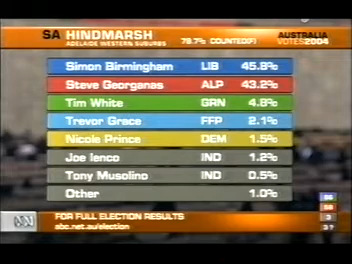 SA HINDMARSH
ADELAIDE WESTERN SUBURBS
79.7% COUNTED(F)
AUSTRALIA
VOTES2004
Simon Birmingham LIB 45.8%
Steve Georganas ALP 43.2%
Tim White GRN 4.8%
Trevor Grace FFP 2.1%
Nicole Prince DEM 1.5%
Joe Ienco IND 1.2%
Tony Musolino IND 0.5%
Other 1.0%
FOR FULL ELECTION RESULTS
abc.net.au/election